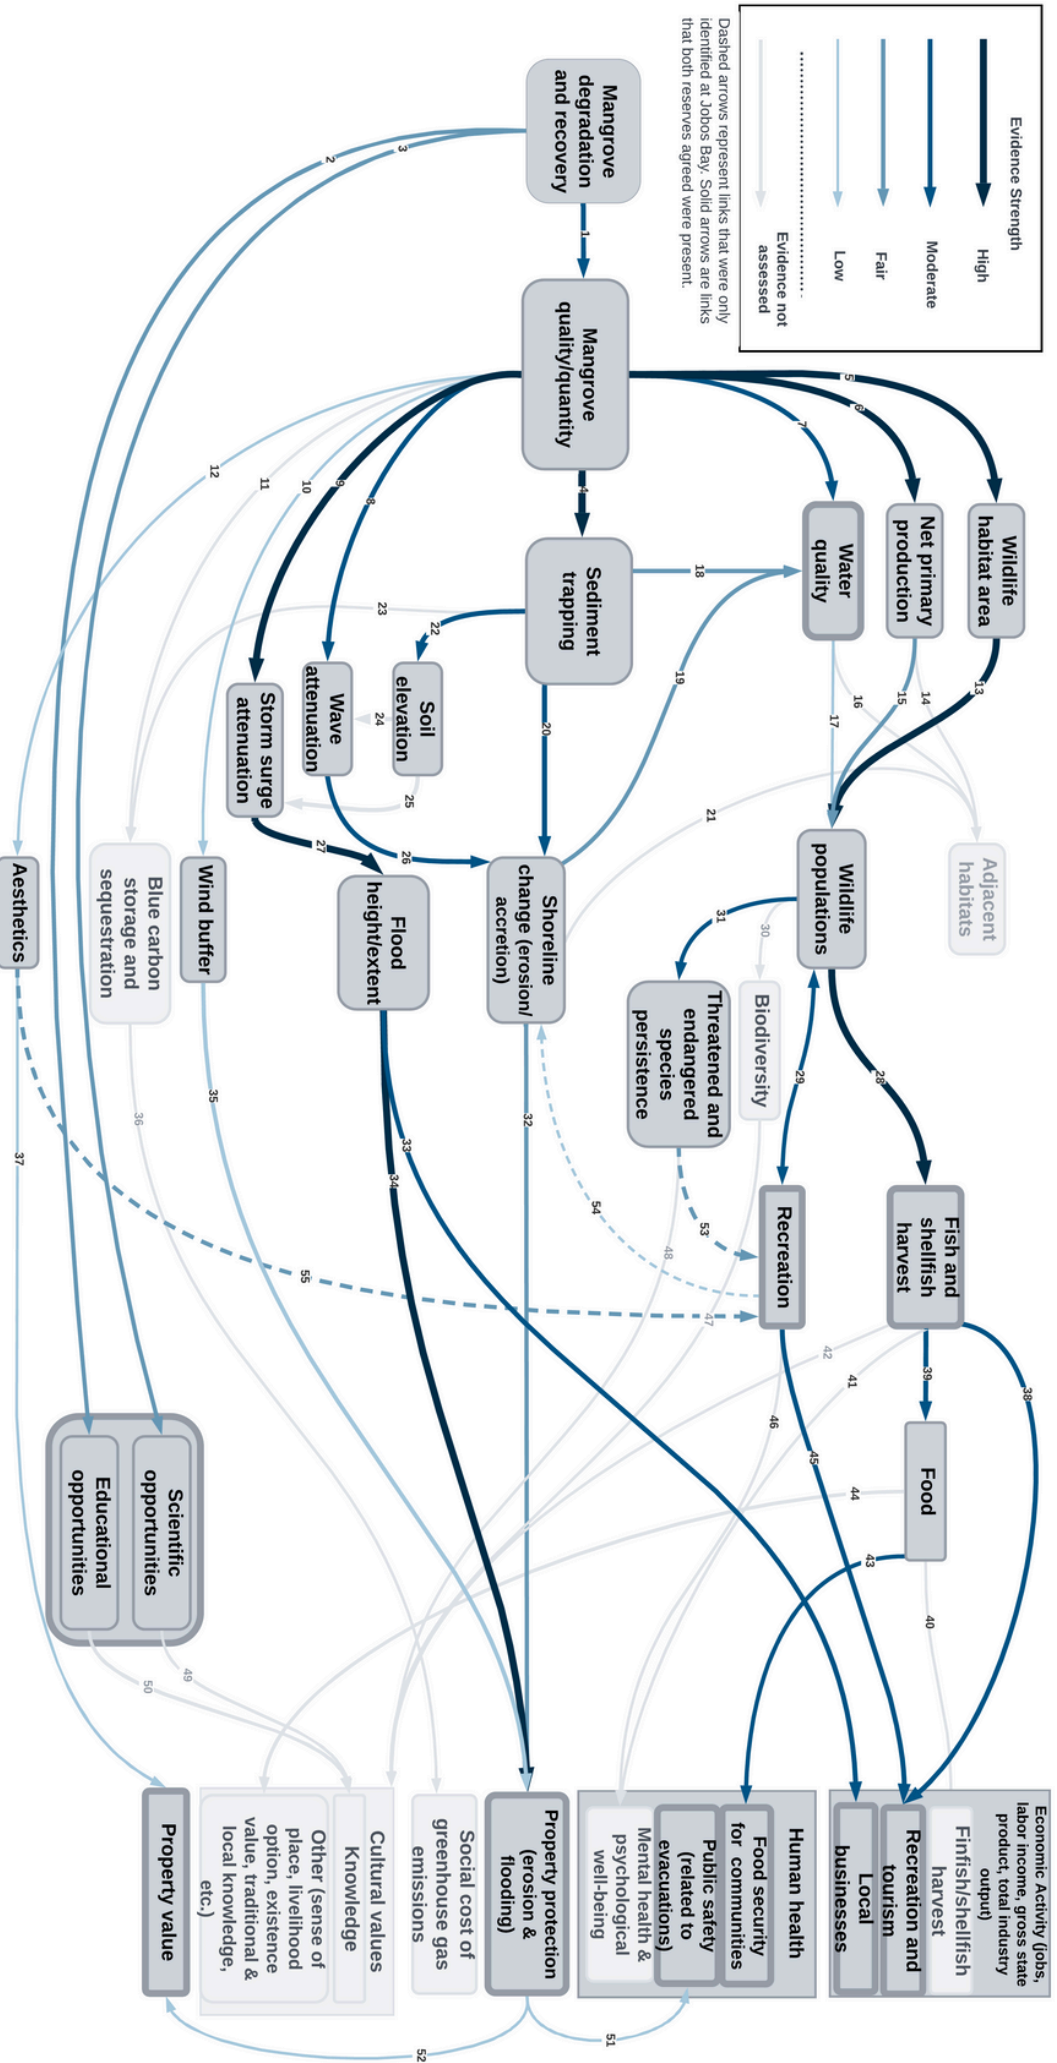 Evidence Strength
High
Moderate
Fair
Low
Evidence not
assessed
Dashed arrows represent links that were only
identified at Jobos Bay. Solid arrows are links
that both reserves agreed were present.
Mangrove
degradation
and recovery
1
2
3
Mangrove
quality/quantity
4
5
6
7
8
9
10
11
12
Wildlife
habitat area
Net primary
production
Water
quality
Sediment
trapping
Soil
elevation
Wave
attenuation
Storm surge
attenuation
13
14
15
16
17
18
19
20
21
22
23
24
25
26
27
Adjacent
habitats
Wildlife
populations
Shoreline
change (erosion/
accretion)
Flood
height/extent
Wind buffer
Blue carbon
storage and
sequestration
Aesthetics
28
29
30
31
32
33
34
35
36
37
Biodiversity
Threatened and
endangered
species
persistence
Fish and
shellfish
harvest
Recreation
53
54
55
48
47
42
41
46
38
39
Food
45
44
43
40
Scientific
opportunities
Educational
opportunities
49
50
Economic Activity (jobs,
labor income, gross state
product, total industry
output)
Finfish/shellfish
harvest
Recreation and
tourism
Local
businesses
Human health
Food security
for communities
Public safety
(related to
evacuations)
Mental health &
psychological
well-being
Property protection
(erosion &
flooding)
Social cost of
greenhouse gas
emissions
Cultural values
Knowledge
Other (sense of
place, livelihood
option, existence
value, traditional &
local knowledge,
etc.)
Property value
51
52